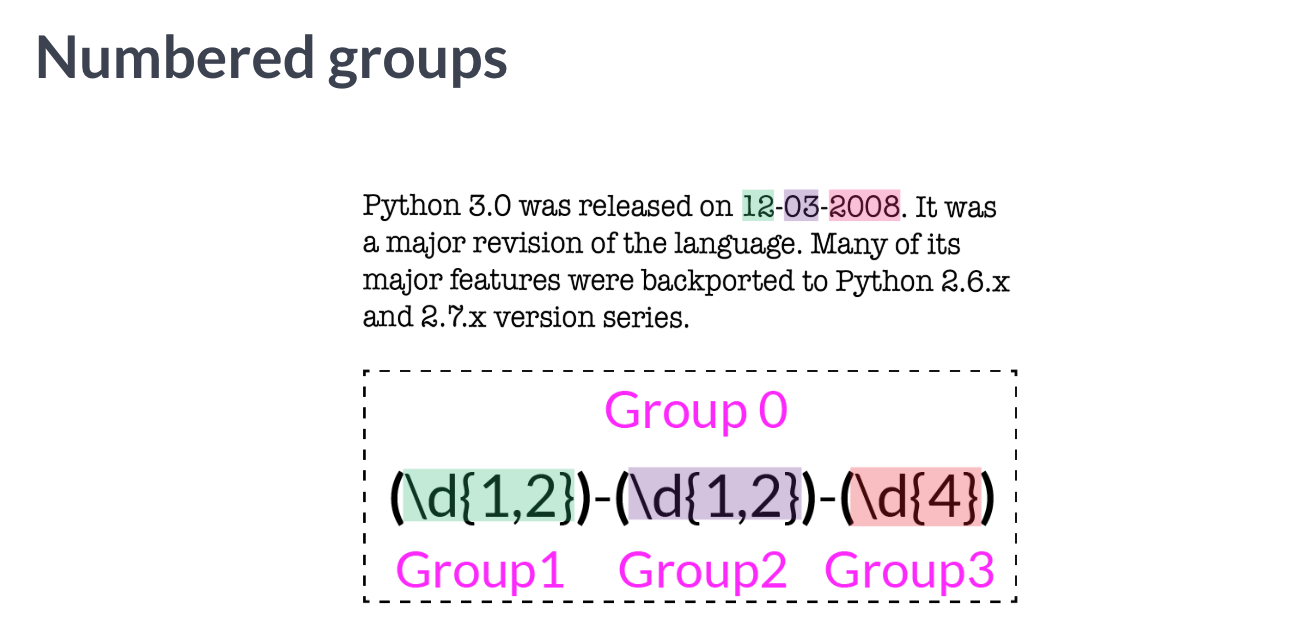 Numbered groups
Python 3.0 was released on 12-03-2008. It was
a major revision of the language. Many of its
major features were backported to Python 2.6.x
and 2.7.x version series.
Group 0
(\d{1,2})-(\d{1,2})-(\d{4})
Group1 Group2 Group3